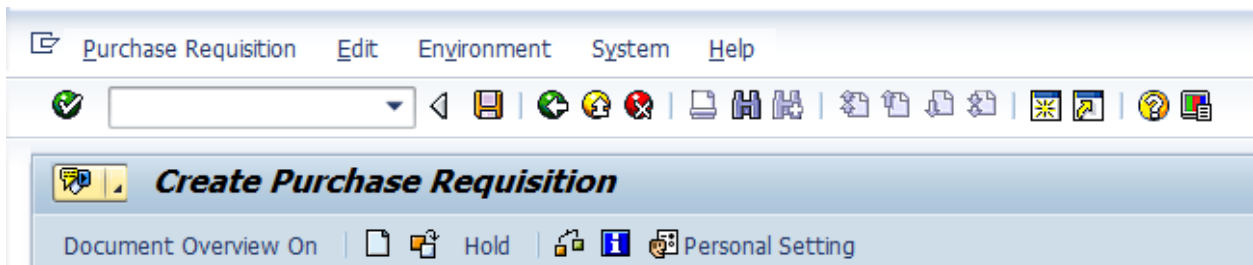 Purchase Requisition Edit Environment System Help
Create Purchase Requisition
Document Overview On Hold Personal Setting